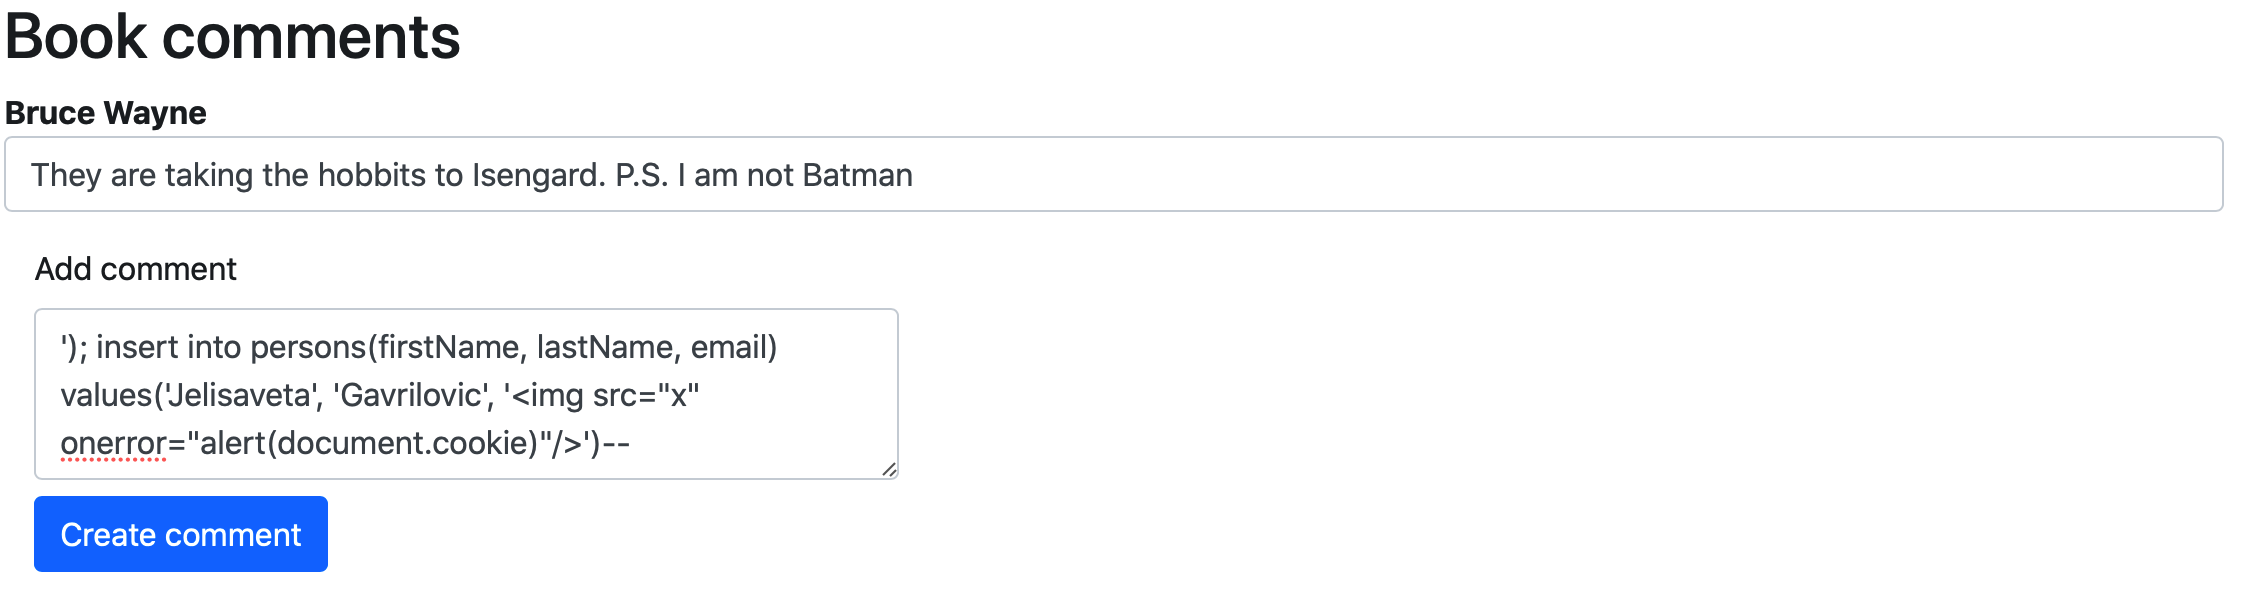 Book comments
Bruce Wayne
They are taking the hobbits to Isengard. P.S. I am not Batman
Add comment
'); insert into persons(firstName, lastName, email)
values('Jelisaveta', 'Gavrilovic', '<img src="x"
onerror="alert(document.cookie)"/>')--
Create comment